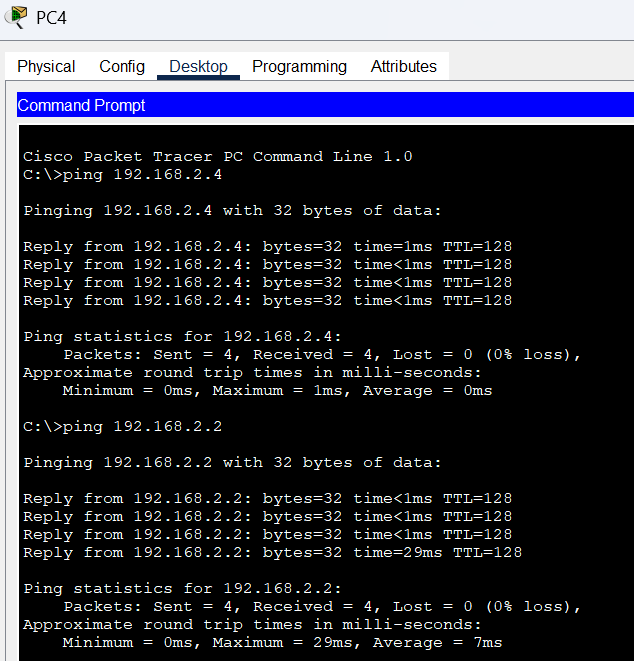 PC4
Physical Config Desktop Programming Attributes
Command Prompt
Cisco Packet Tracer PC Command Line 1.0
C:\>ping 192.168.2.4
Pinging 192.168.2.4 with 32 bytes of data:
Reply from 192.168.2.4: bytes=32 time=1ms TTL=128
Reply from 192.168.2.4: bytes=32 time<1ms TTL=128
Reply from 192.168.2.4: bytes=32 time<1ms TTL=128
Reply from 192.168.2.4: bytes=32 time<1ms TTL=128
Ping statistics for 192.168.2.4:
    Packets: Sent = 4, Received = 4, Lost = 0 (0% loss),
Approximate round trip times in milli-seconds:
    Minimum = 0ms, Maximum = 1ms, Average = 0ms
C:\>ping 192.168.2.2
Pinging 192.168.2.2 with 32 bytes of data:
Reply from 192.168.2.2: bytes=32 time<1ms TTL=128
Reply from 192.168.2.2: bytes=32 time<1ms TTL=128
Reply from 192.168.2.2: bytes=32 time<1ms TTL=128
Reply from 192.168.2.2: bytes=32 time=29ms TTL=128
Ping statistics for 192.168.2.2:
    Packets: Sent = 4, Received = 4, Lost = 0 (0% loss),
Approximate round trip times in milli-seconds:
    Minimum = 0ms, Maximum = 29ms, Average = 7ms